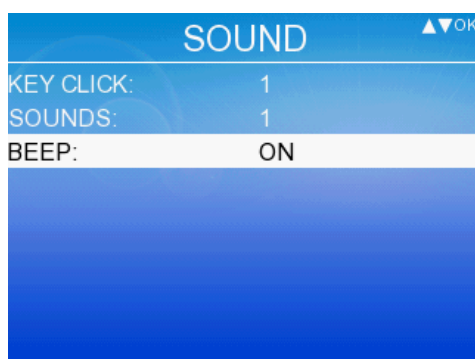 SOUND ▲▼OK
KEY CLICK: 1
SOUNDS: 1
BEEP: ON